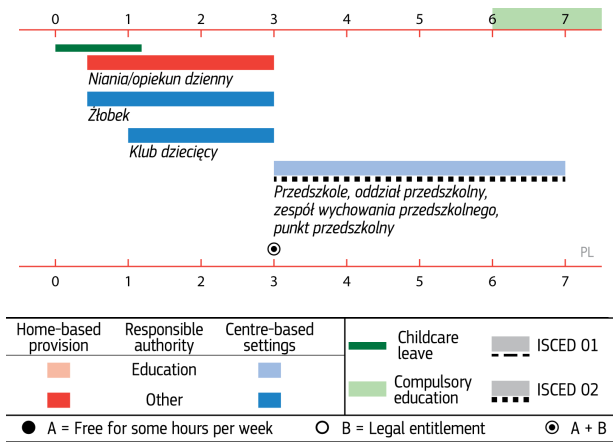 0 1 2 3 4 5 6 7
Niania/opiekun dzienny
Żłobek
Klub dziecięcy
Przedszkole, oddział przedszkolny,
zespół wychowania przedszkolnego,
punkt przedszkolny
PL
0 1 2 3 4 5 6 7
Home-based provision
Responsible authority
Centre-based settings
Education
Other
Childcare leave
Compulsory education
ISCED 01
ISCED 02
A = Free for some hours per week
B = Legal entitlement
A + B